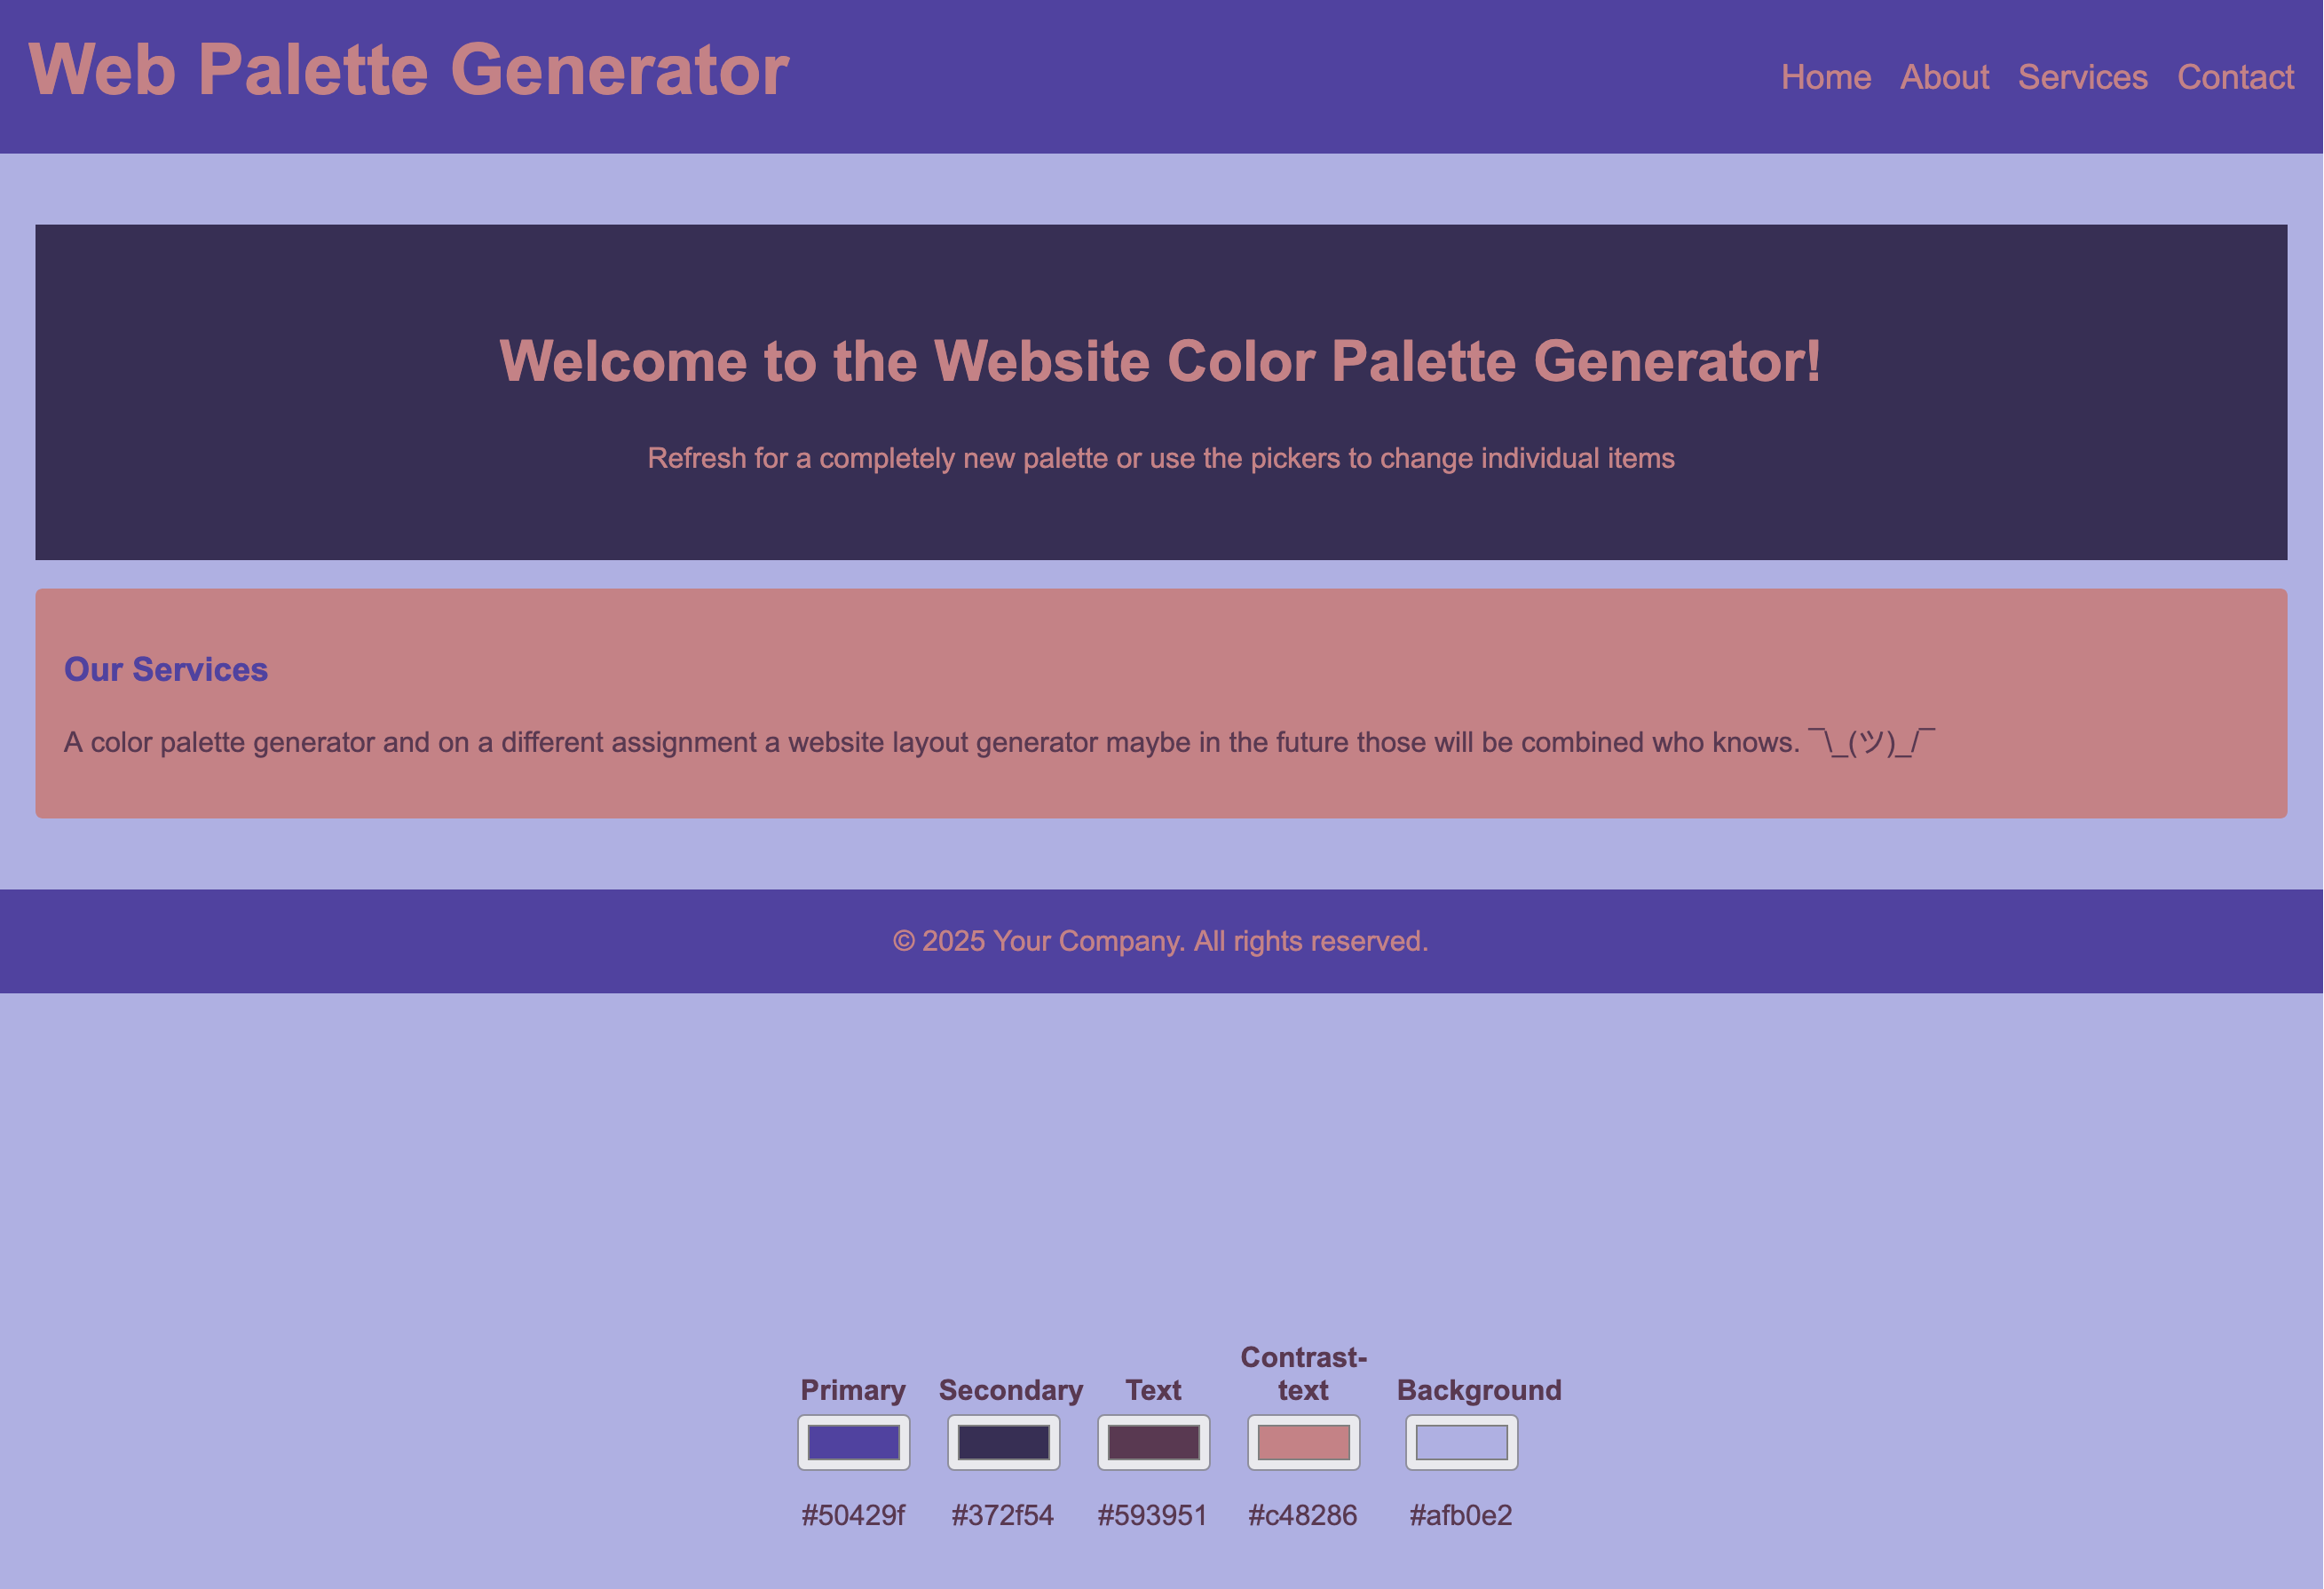 Web Palette Generator
Home About Services Contact
Welcome to the Website Color Palette Generator!
Refresh for a completely new palette or use the pickers to change individual items
Our Services
A color palette generator and on a different assignment a website layout generator maybe in the future those will be combined who knows. ¯\_(ツ)_/¯
© 2025 Your Company. All rights reserved.
Primary Secondary Text Contrast-
text Background
#50429f #372f54 #593951 #c48286 #afb0e2